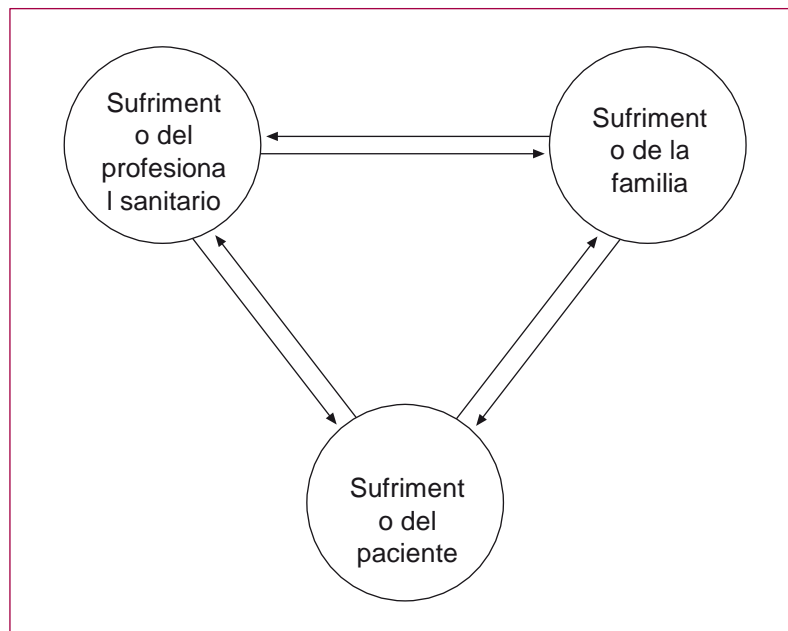 Sufriment
o del
profesiona
l sanitario
Sufriment
o de la
familia
Sufriment
o del
paciente